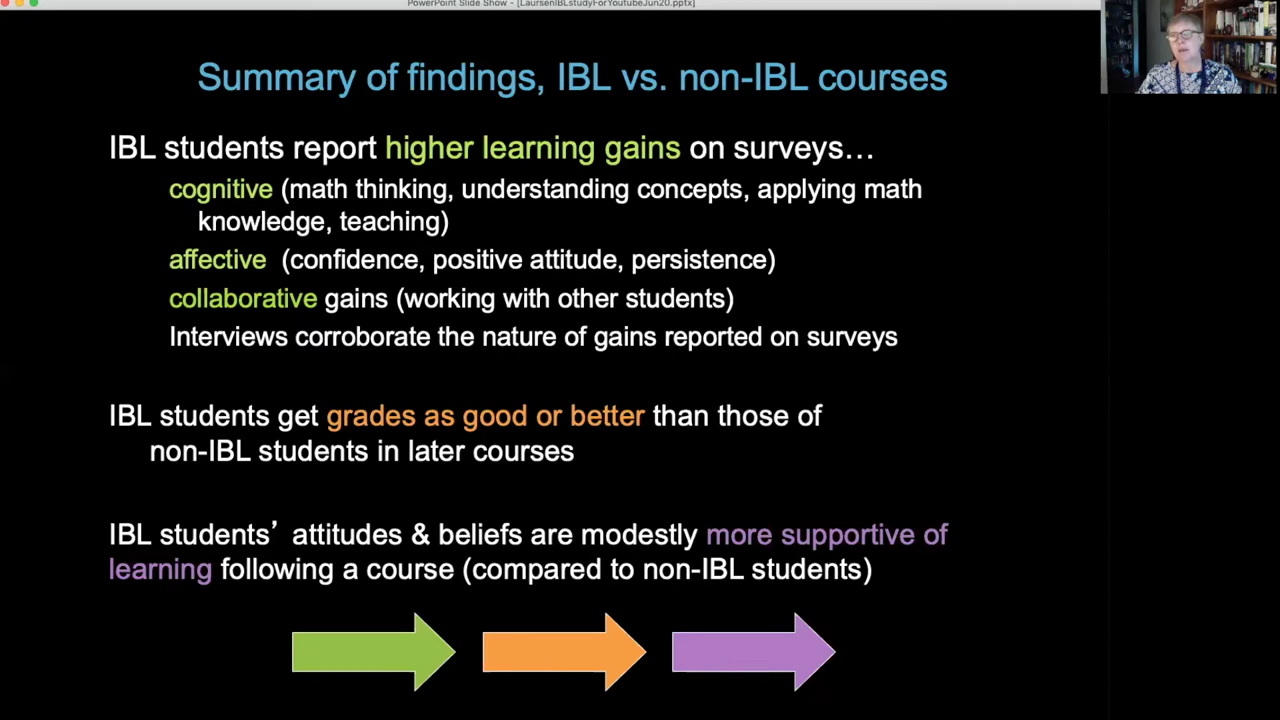 PowerPoint Slide Show - [LaursenIBLstudyForYoutubeJun20.pptx]
Summary of findings, IBL vs. non-IBL courses
IBL students report higher learning gains on surveys…
cognitive (math thinking, understanding concepts, applying math
knowledge, teaching)
affective (confidence, positive attitude, persistence)
collaborative gains (working with other students)
Interviews corroborate the nature of gains reported on surveys
IBL students get grades as good or better than those of
non-IBL students in later courses
IBL students’ attitudes & beliefs are modestly more supportive of
learning following a course (compared to non-IBL students)